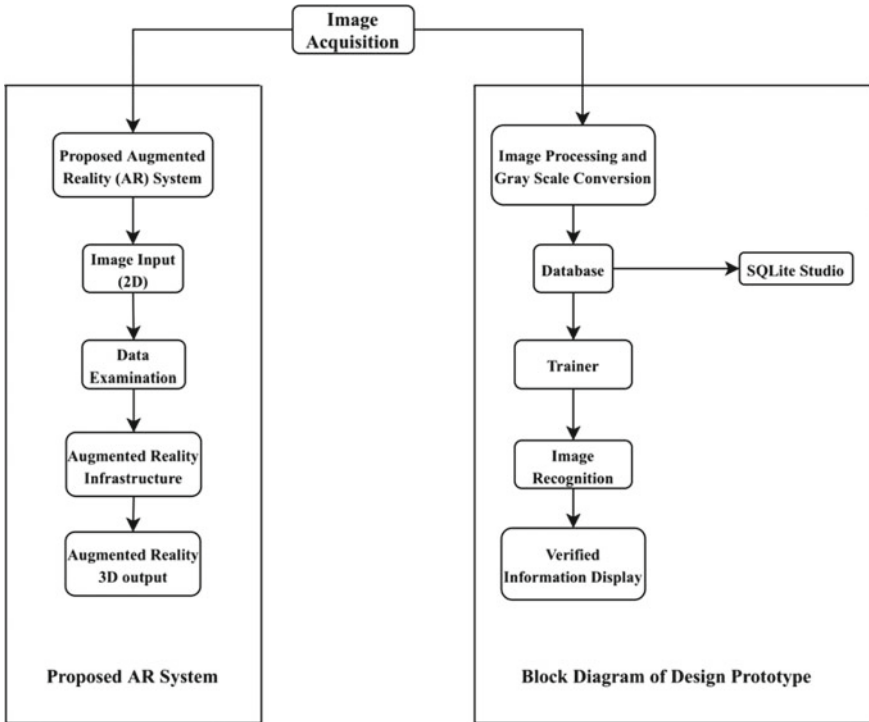 Image
Acquisition
Proposed Augmented
Reality (AR) System
Image Input
(2D)
Data
Examination
Augmented Reality
Infrastructure
Augmented Reality
3D output
Proposed AR System
Image Processing and
Gray Scale Conversion
Database
SQLite Studio
Trainer
Image
Recognition
Verified
Information Display
Block Diagram of Design Prototype